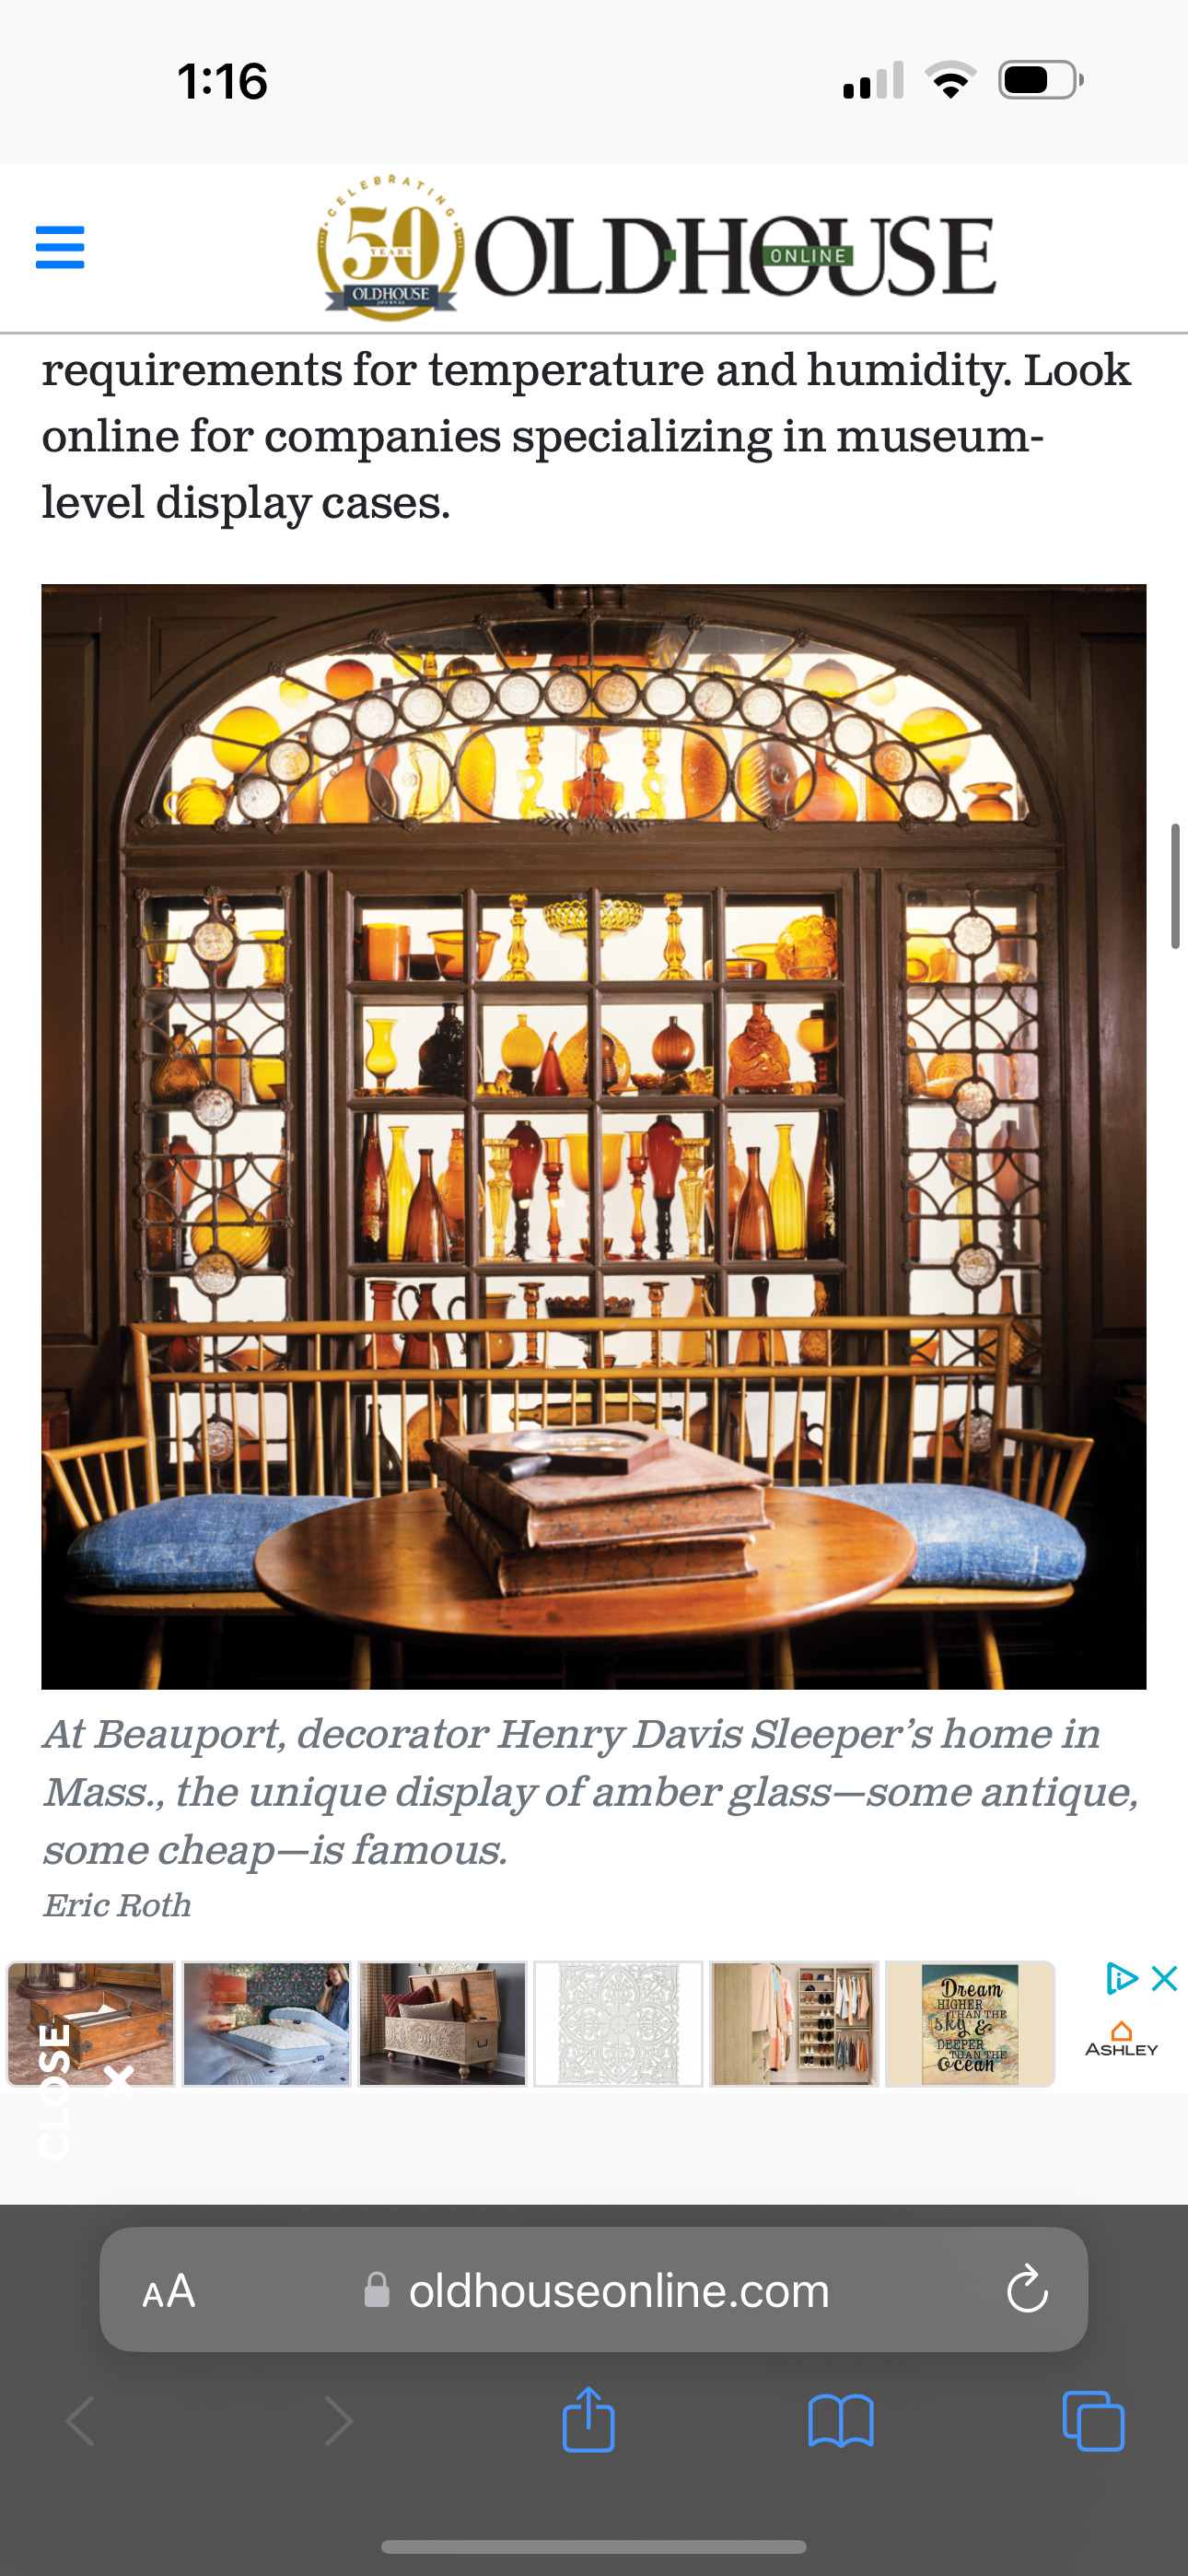 1:16
CELEBRATING
50
YEARS
OLDHOUSE
JOURNAL
OLD HOUSE
ONLINE
requirements for temperature and humidity. Look
online for companies specializing in museum-
level display cases.
At Beauport, decorator Henry Davis Sleeper’s home in
Mass., the unique display of amber glass—some antique,
some cheap—is famous.
Eric Roth
CLOSE
Dream
HIGHER
THAN THE
sky &
DEEPER
THAN THE
Ocean
ASHLEY
AA
oldhouseonline.com